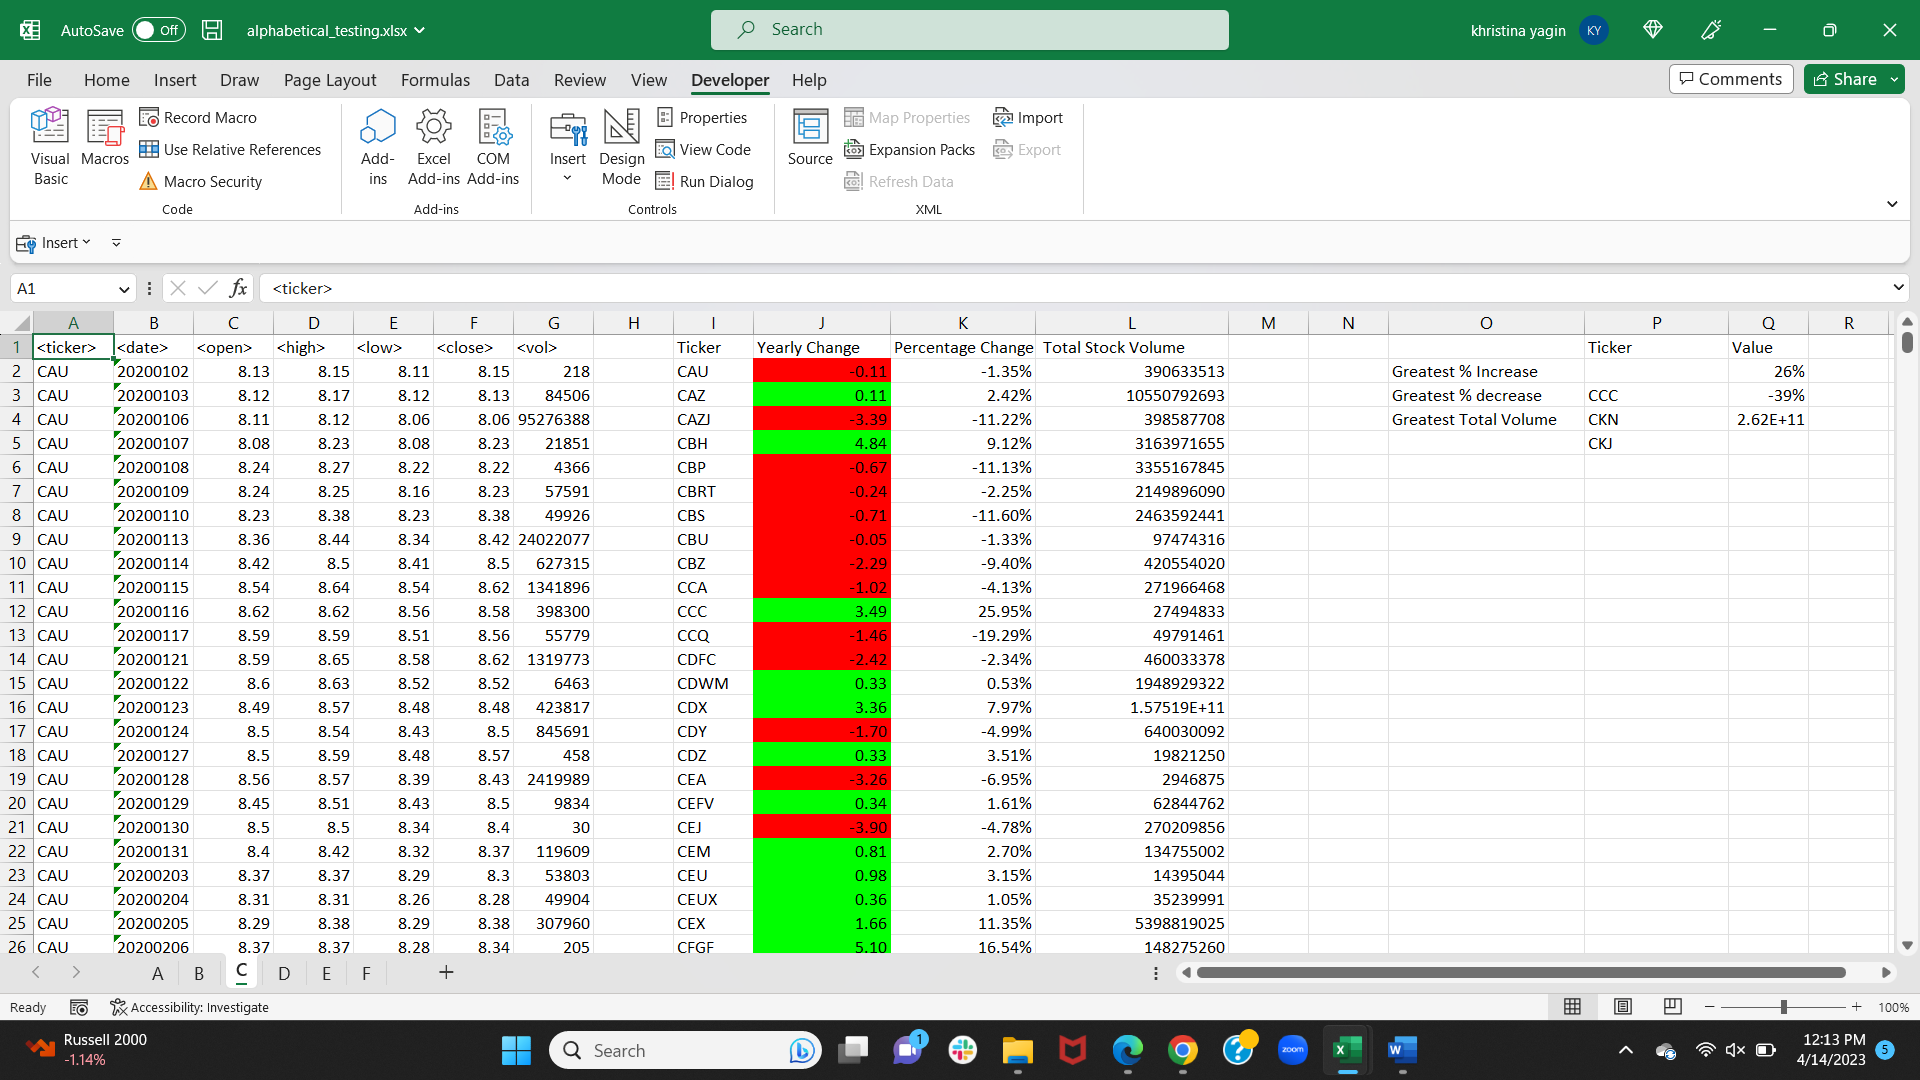 AutoSave Off alphabetical_testing.xlsx Search khristina yagin KY
File Home Insert Draw Page Layout Formulas Data Review View Developer Help Comments Share
Visual Basic Macros Record Macro Use Relative References Macro Security Code
Add-ins Excel Add-ins COM Add-ins Add-ins
Insert Design Mode Properties View Code Run Dialog Controls
Source Map Properties Expansion Packs Refresh Data Import Export XML
Insert
A1 fx <ticker>
A B C D E F G H I J K L M N O P Q R
1 <ticker> <date> <open> <high> <low> <close> <vol> Ticker Yearly Change Percentage Change Total Stock Volume Ticker Value
2 CAU 20200102 8.13 8.15 8.11 8.15 218 CAU -0.11 -1.35% 390633513 Greatest % Increase 26%
3 CAU 20200103 8.12 8.17 8.12 8.13 84506 CAZ 0.11 2.42% 10550792693 Greatest % decrease CCC -39%
4 CAU 20200106 8.11 8.12 8.06 8.06 95276388 CAZJ -3.39 -11.22% 398587708 Greatest Total Volume CKN 2.62E+11
5 CAU 20200107 8.08 8.23 8.08 8.23 21851 CBH 4.84 9.12% 3163971655 CKJ
6 CAU 20200108 8.24 8.27 8.22 8.22 4366 CBP -0.67 -11.13% 3355167845
7 CAU 20200109 8.24 8.25 8.16 8.23 57591 CBRT -0.24 -2.25% 2149896090
8 CAU 20200110 8.23 8.38 8.23 8.38 49926 CBS -0.71 -11.60% 2463592441
9 CAU 20200113 8.36 8.44 8.34 8.42 24022077 CBU -0.05 -1.33% 97474316
10 CAU 20200114 8.42 8.5 8.41 8.5 627315 CBZ -2.29 -9.40% 420554020
11 CAU 20200115 8.54 8.64 8.54 8.62 1341896 CCA -1.02 -4.13% 271966468
12 CAU 20200116 8.62 8.62 8.56 8.58 398300 CCC 3.49 25.95% 27494833
13 CAU 20200117 8.59 8.59 8.51 8.56 55779 CCQ -1.46 -19.29% 49791461
14 CAU 20200121 8.59 8.65 8.58 8.62 1319773 CDFC -2.42 -2.34% 460033378
15 CAU 20200122 8.6 8.63 8.52 8.52 6463 CDWM 0.33 0.53% 1948929322
16 CAU 20200123 8.49 8.57 8.48 8.48 423817 CDX 3.36 7.97% 1.57519E+11
17 CAU 20200124 8.5 8.54 8.43 8.5 845691 CDY -1.70 -4.99% 640030092
18 CAU 20200127 8.5 8.59 8.48 8.57 458 CDZ 0.33 3.51% 19821250
19 CAU 20200128 8.56 8.57 8.39 8.43 2419989 CEA -3.26 -6.95% 2946875
20 CAU 20200129 8.45 8.51 8.43 8.5 9834 CEFV 0.34 1.61% 62844762
21 CAU 20200130 8.5 8.5 8.34 8.4 30 CEJ -3.90 -4.78% 270209856
22 CAU 20200131 8.4 8.42 8.32 8.37 119609 CEM 0.81 2.70% 134755002
23 CAU 20200203 8.37 8.37 8.29 8.3 53803 CEU 0.98 3.15% 14395044
24 CAU 20200204 8.31 8.31 8.26 8.28 49904 CEUX 0.36 1.05% 35239991
25 CAU 20200205 8.29 8.38 8.29 8.38 307960 CEX 1.66 11.35% 5398819025
26 CAU 20200206 8.37 8.37 8.28 8.34 205 CFGF 5.10 16.54% 148275260
A B C D E F
Ready Accessibility: Investigate 100%
Russell 2000 12:13 PM
-1.14% Search 1 zoom 4/14/2023 5